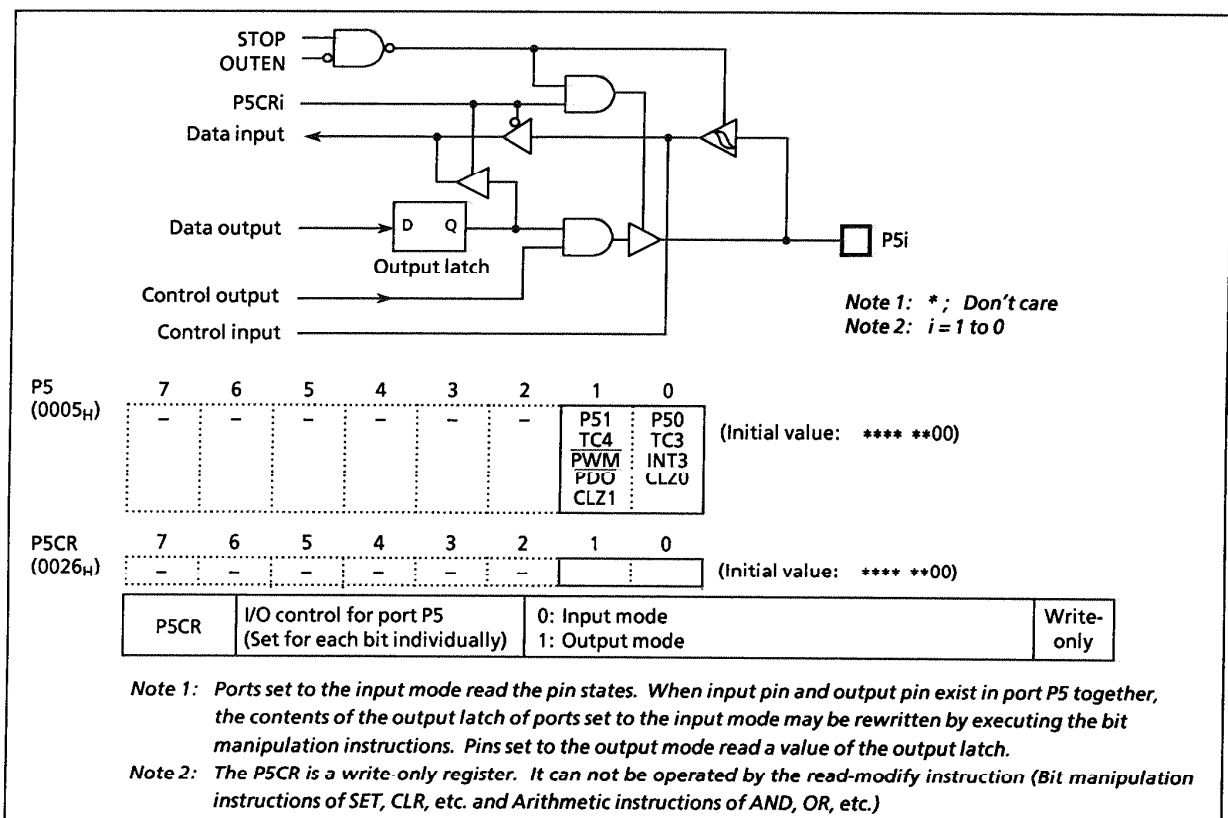 STOP
OUTEN
P5CRi
Data input
Data output
D Q
Output latch
P5i
Control output
Control input
Note 1: * ; Don't care
Note 2: i = 1 to 0
P5 7 6 5 4 3 2 1 0
(0005H) – – – – – – P51 P50 (Initial value: **** **00)
TC4 TC3
PWM INT3
PDO CLZ0
CLZ1
P5CR 7 6 5 4 3 2 1 0
(0026H) – – – – – – (Initial value: **** **00)
P5CR I/O control for port P5 0: Input mode Write-
(Set for each bit individually) 1: Output mode only
Note 1: Ports set to the input mode read the pin states. When input pin and output pin exist in port P5 together,
the contents of the output latch of ports set to the input mode may be rewritten by executing the bit
manipulation instructions. Pins set to the output mode read a value of the output latch.
Note 2: The P5CR is a write-only register. It can not be operated by the read-modify instruction (Bit manipulation
instructions of SET, CLR, etc. and Arithmetic instructions of AND, OR, etc.)